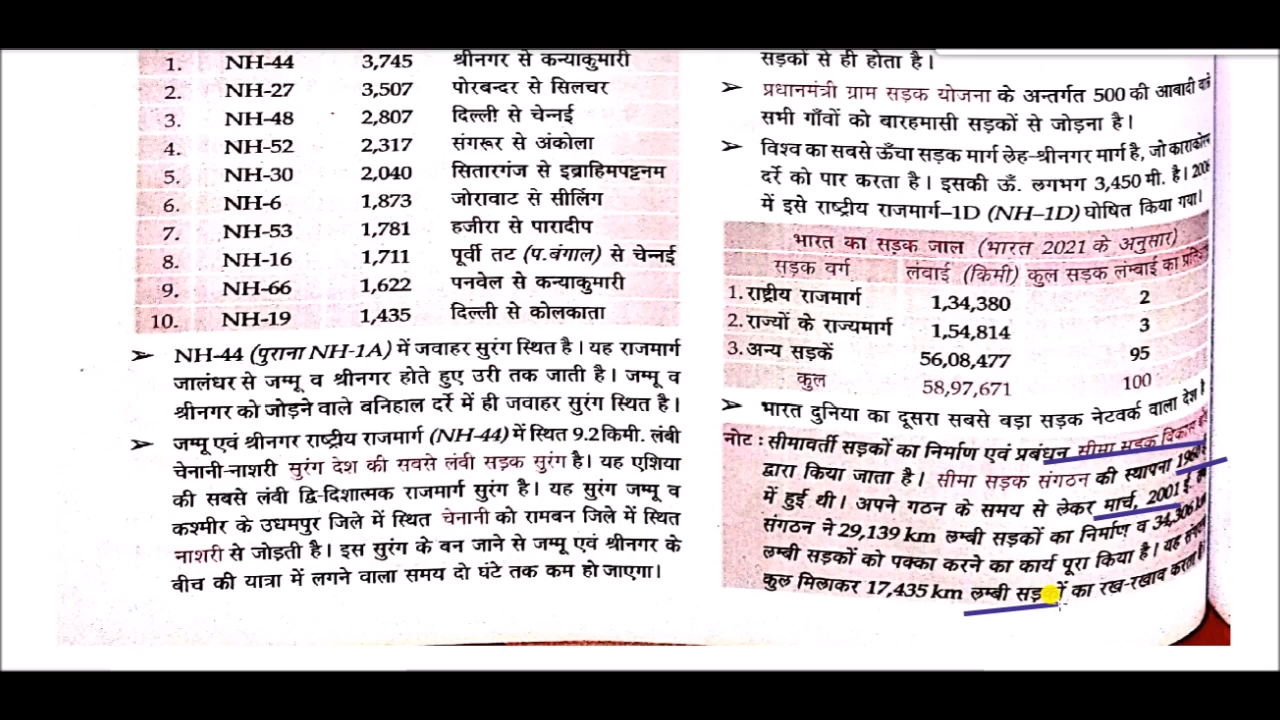 1. NH-44 3,745 श्रीनगर से कन्याकुमारी
2. NH-27 3,507 पोरबन्दर से सिलचर
3. NH-48 2,807 दिल्ली से चेन्नई
4. NH-52 2,317 संगरूर से अंकोला
5. NH-30 2,040 सितारगंज से इब्राहिमपट्टनम
6. NH-6 1,873 जोरावाट से सीलिंग
7. NH-53 1,781 हजीरा से पारादीप
8. NH-16 1,711 पूर्वी तट (प.बंगाल) से चेन्नई
9. NH-66 1,622 पनवेल से कन्याकुमारी
10. NH-19 1,435 दिल्ली से कोलकाता
➢ NH-44 (पुराना NH-1A) में जवाहर सुरंग स्थित है। यह राजमार्ग
जालंधर से जम्मू व श्रीनगर होते हुए उरी तक जाती है। जम्मू व
श्रीनगर को जोड़ने वाले बनिहाल दर्रे में ही जवाहर सुरंग स्थित है।
➢ जम्मू एवं श्रीनगर राष्ट्रीय राजमार्ग (NH-44) में स्थित 9.2किमी. लंबी
चेनानी-नाशरी सुरंग देश की सबसे लंबी सड़क सुरंग है। यह एशिया
की सबसे लंबी द्वि-दिशात्मक राजमार्ग सुरंग है। यह सुरंग जम्मू व
कश्मीर के उधमपुर जिले में स्थित चेनानी को रामबन जिले में स्थित
नाशरी से जोड़ती है। इस सुरंग के बन जाने से जम्मू एवं श्रीनगर के
बीच की यात्रा में लगने वाला समय दो घंटे तक कम हो जाएगा।
सड़कों से ही होता है।
➢ प्रधानमंत्री ग्राम सड़क योजना के अन्तर्गत 500 की आबादी वाले
सभी गाँवों को बारहमासी सड़कों से जोड़ना है।
➢ विश्व का सबसे ऊँचा सड़क मार्ग लेह-श्रीनगर मार्ग है, जो काराकोरम
दर्रे को पार करता है। इसकी ऊँ. लगभग 3,450 मी. है।
में इसे राष्ट्रीय राजमार्ग-1D (NH-1D) घोषित किया गया।
भारत का सड़क जाल (भारत 2021 के अनुसार)
सड़क वर्ग लंबाई (किमी) कुल सड़क लंम्बाई का
1. राष्ट्रीय राजमार्ग 1,34,380 2
2. राज्यों के राज्यमार्ग 1,54,814 3
3. अन्य सड़कें 56,08,477 95
कुल 58,97,671 100
➢ भारत दुनिया का दूसरा सबसे बड़ा सड़क नेटवर्क वाला देश है
नोट : सीमावर्ती सड़कों का निर्माण एवं प्रबंधन सीमा सड़क विकास
द्वारा किया जाता है। सीमा सड़क संगठन की स्थापना
में हुई थी। अपने गठन के समय से लेकर मार्च, 2001 ई.
संगठन ने 29,139 km लम्बी सड़कों का निर्माण व 34,306 km
लम्बी सड़कों को पक्का करने का कार्य पूरा किया है। यह
कुल मिलाकर 17,435 km लम्बी सड़कों का रख-रखाव करता है